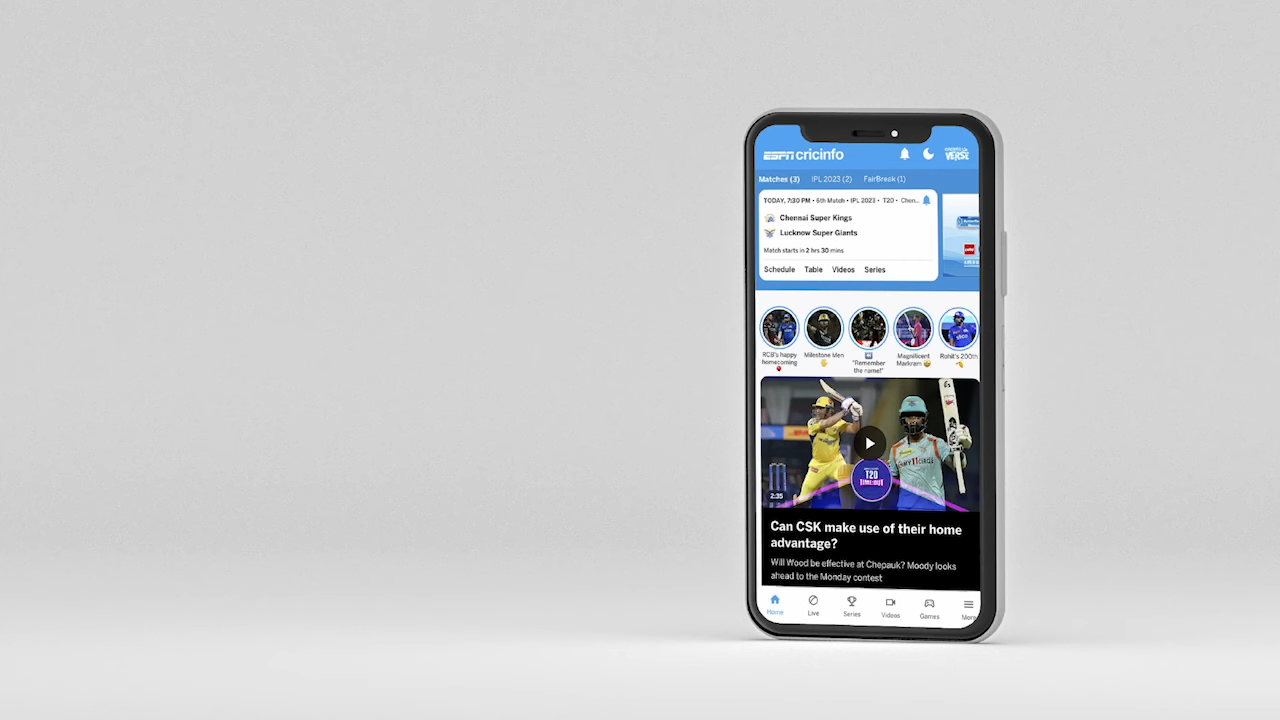 ESPN cricinfo
VERSE
Matches (3) IPL 2023 (2) FairBreak (1)
TODAY, 7:30 PM • 6th Match • IPL 2023 • T20 • Chen...
Chennai Super Kings
Lucknow Super Giants
Match starts in 2 hrs 30 mins
Schedule Table Videos Series
RCB's happy homecoming
Milestone Men
"Remember the name!"
Magnificent Markram
Rohit's 200th
T20
TIME:OUT
2:35
Can CSK make use of their home
advantage?
Will Wood be effective at Chepauk? Moody looks
ahead to the Monday contest
Home Live Series Videos Games More